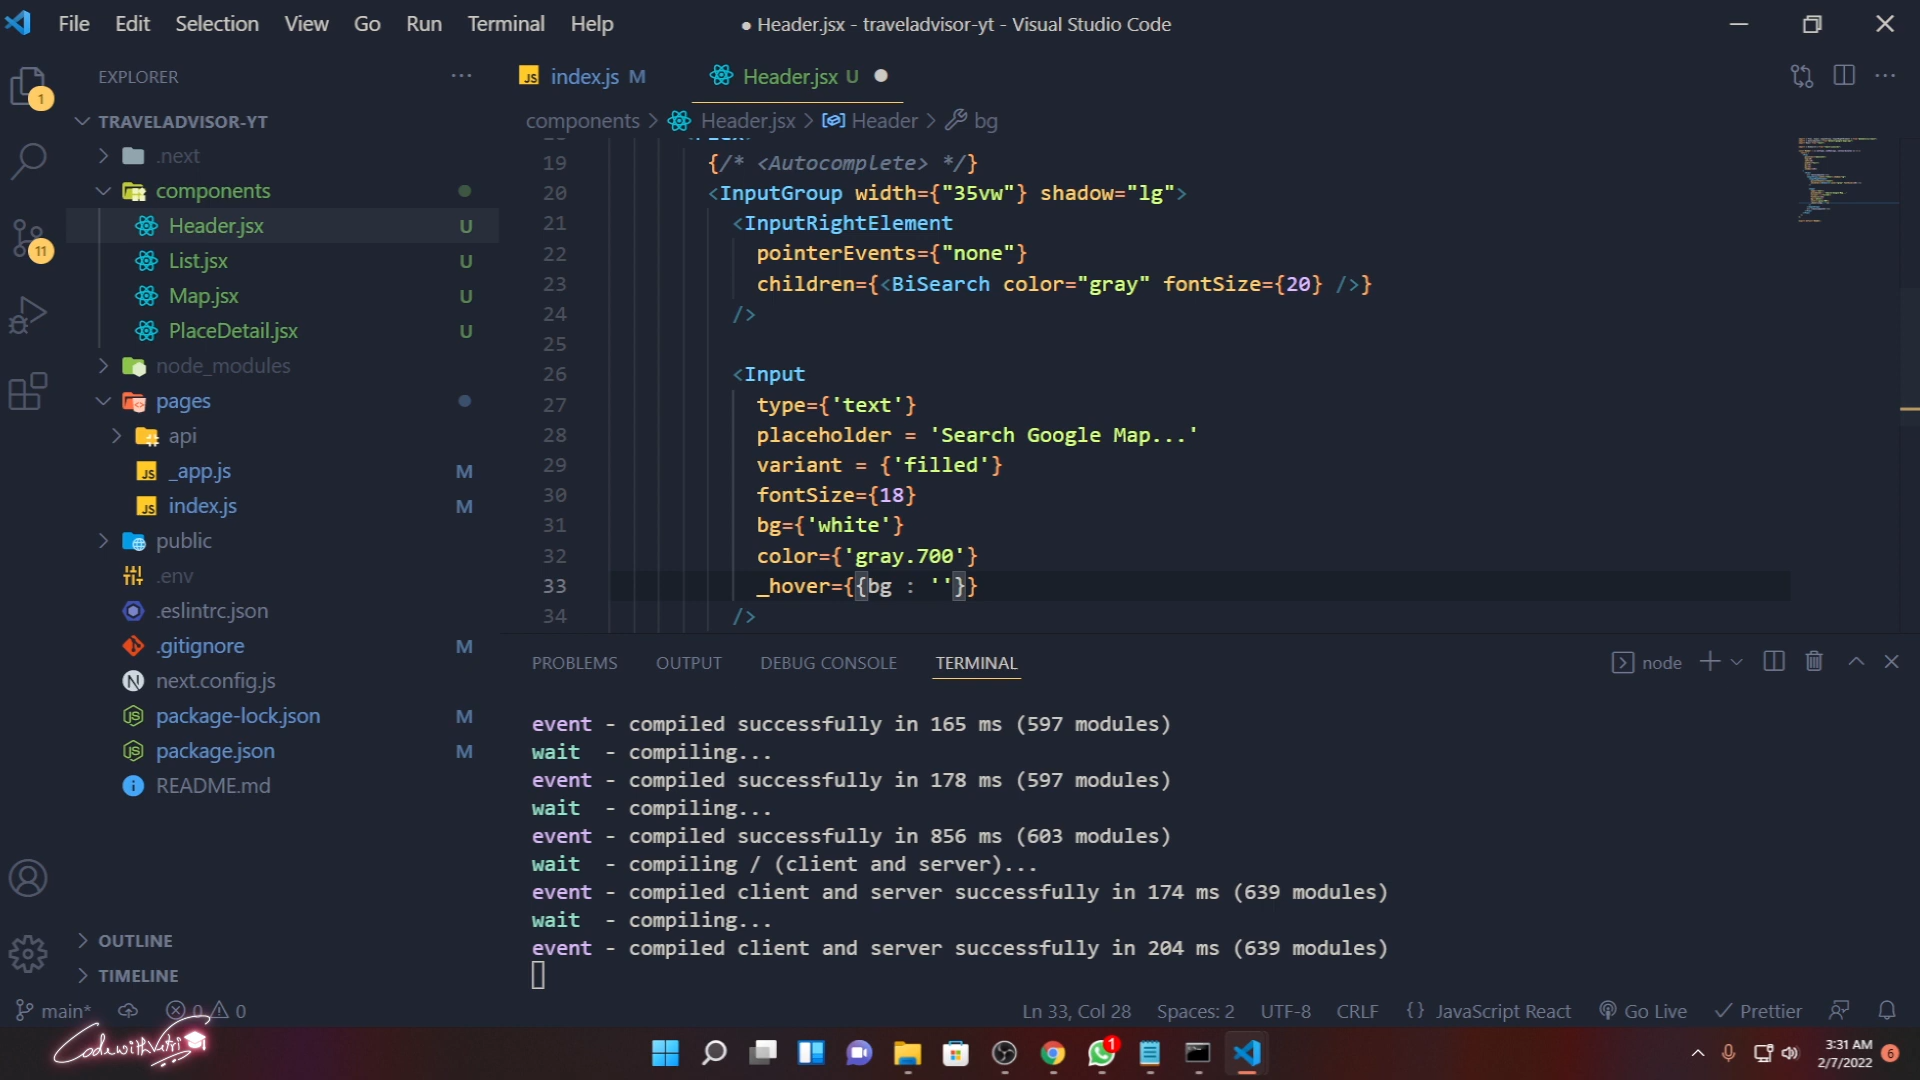 File Edit Selection View Go Run Terminal Help
● Header.jsx - traveladvisor-yt - Visual Studio Code
EXPLORER
1
11
TRAVELADVISOR-YT
.next
components
Header.jsx U
List.jsx U
Map.jsx U
PlaceDetail.jsx U
node_modules
pages
api
_app.js M
index.js M
public
.env
.eslintrc.json
.gitignore M
next.config.js
package-lock.json M
package.json M
README.md
OUTLINE
TIMELINE
JS index.js M
Header.jsx U
components > Header.jsx > Header > bg
19 {/* <Autocomplete> */}
20 <InputGroup width={"35vw"} shadow="lg">
21 <InputRightElement
22 pointerEvents={"none"}
23 children={<BiSearch color="gray" fontSize={20} />}
24 />
25
26 <Input
27 type={'text'}
28 placeholder = 'Search Google Map...'
29 variant = {'filled'}
30 fontSize={18}
31 bg={'white'}
32 color={'gray.700'}
33 _hover={{bg : ''}}
34 />
PROBLEMS OUTPUT DEBUG CONSOLE TERMINAL
node
event - compiled successfully in 165 ms (597 modules)
wait  - compiling...
event - compiled successfully in 178 ms (597 modules)
wait  - compiling...
event - compiled successfully in 856 ms (603 modules)
wait  - compiling / (client and server)...
event - compiled client and server successfully in 174 ms (639 modules)
wait  - compiling...
event - compiled client and server successfully in 204 ms (639 modules)
main* 0 0
Ln 33, Col 28 Spaces: 2 UTF-8 CRLF {} JavaScript React Go Live Prettier
1
3:31 AM
2/7/2022
6